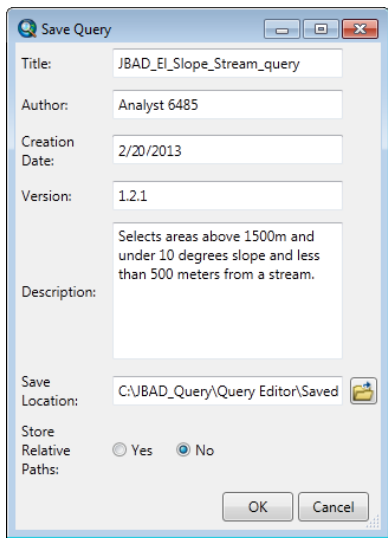 Save Query
Title: JBAD_El_Slope_Stream_query
Author: Analyst 6485
Creation
Date: 2/20/2013
Version: 1.2.1
Description: Selects areas above 1500m and
under 10 degrees slope and less
than 500 meters from a stream.
Save
Location: C:\JBAD_Query\Query Editor\Saved
Store
Relative
Paths: Yes No
OK Cancel